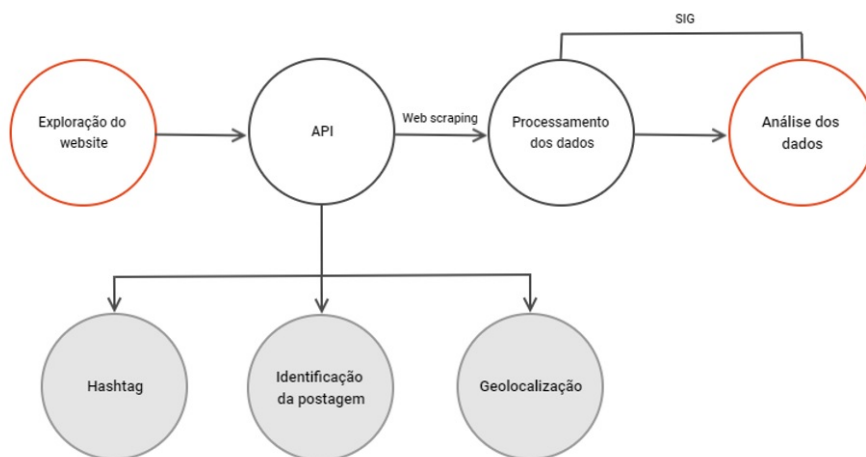 SIG
Exploração do
website
API
Web scraping
Processamento
dos dados
Análise dos
dados
Hashtag
Identificação
da postagem
Geolocalização